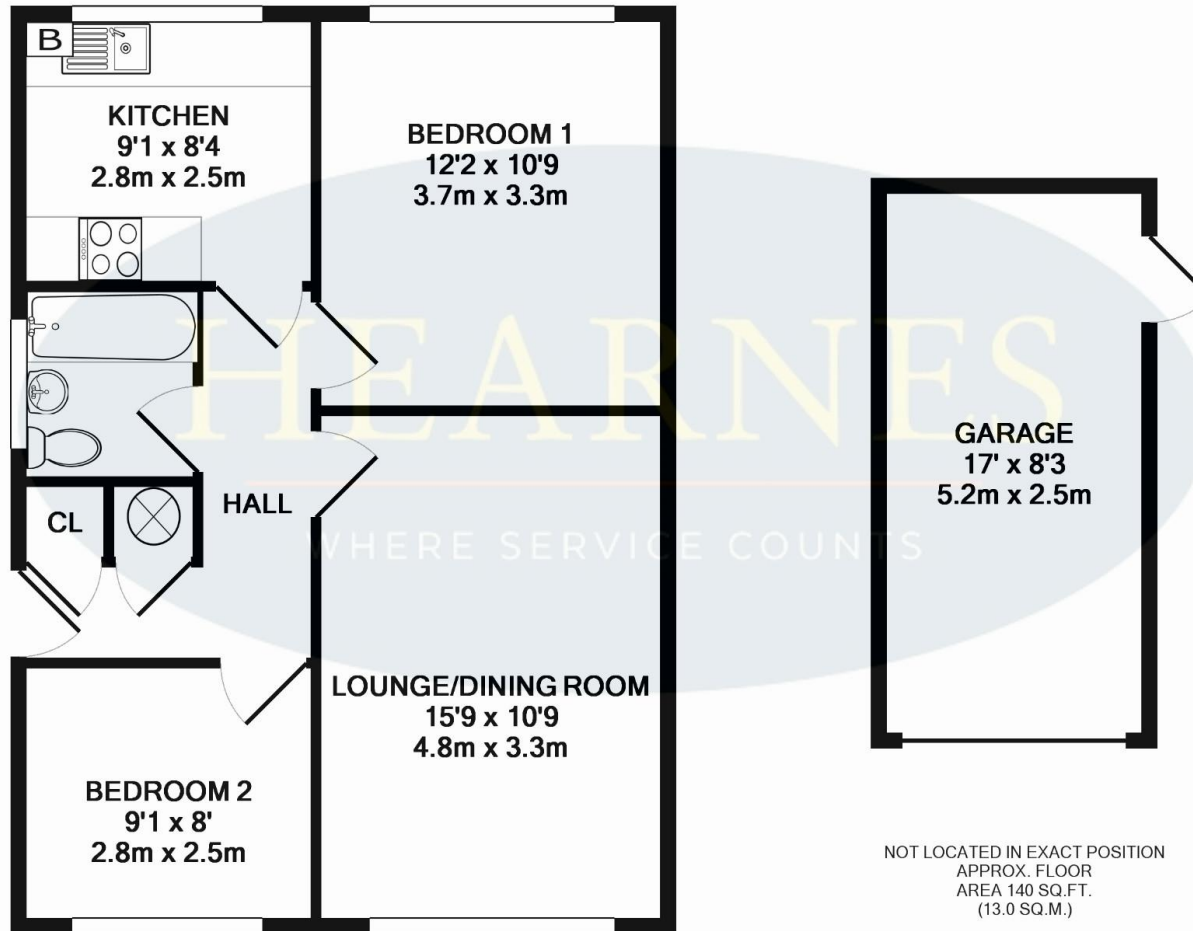 B
KITCHEN
9'1 x 8'4
2.8m x 2.5m
BEDROOM 1
12'2 x 10'9
3.7m x 3.3m
HEARNES
WHERE SERVICE COUNTS
GARAGE
17' x 8'3
5.2m x 2.5m
CL
HALL
LOUNGE/DINING ROOM
15'9 x 10'9
4.8m x 3.3m
BEDROOM 2
9'1 x 8'
2.8m x 2.5m
NOT LOCATED IN EXACT POSITION
APPROX. FLOOR
AREA 140 SQ.FT.
(13.0 SQ.M.)